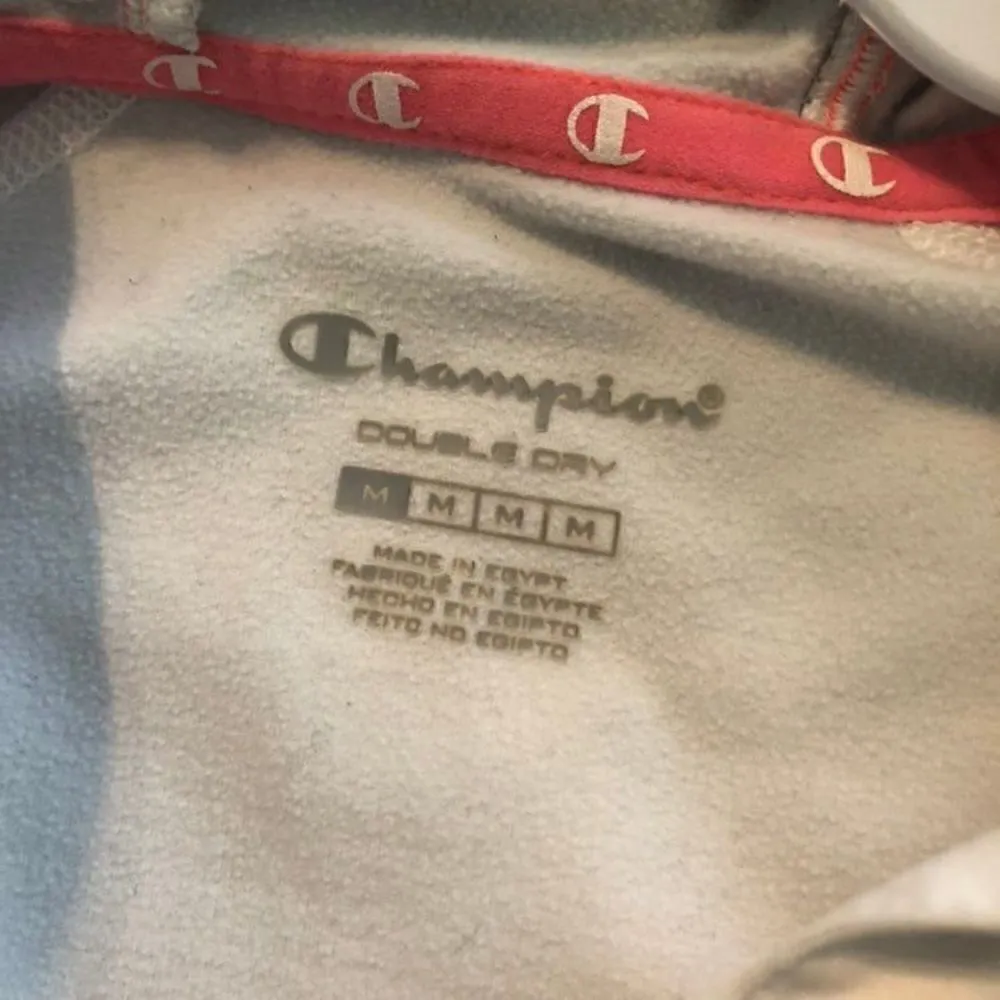 Champion®
DOUBLE DRY
M M M M
MADE IN EGYPT
FABRIQUÉ EN ÉGYPTE
HECHO EN EGIPTO
FEITO NO EGIPTO